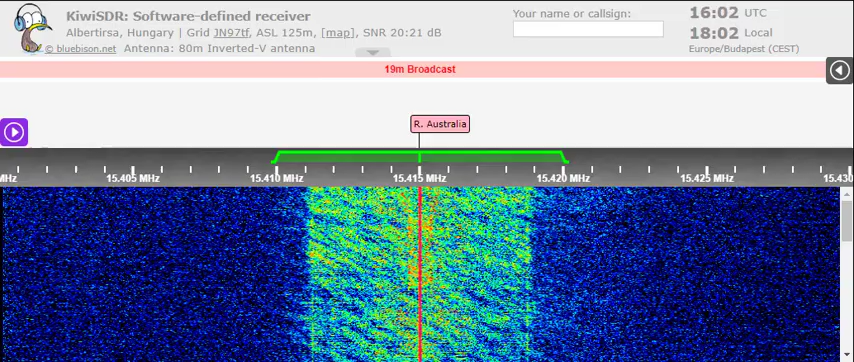 KiwiSDR: Software-defined receiver
Albertirsa, Hungary | Grid JN97tf, ASL 125m, [map], SNR 20:21 dB
© bluebison.net Antenna: 80m Inverted-V antenna
Your name or callsign:
16:02 UTC
18:02 Local
Europe/Budapest (CEST)
19m Broadcast
R. Australia
MHz 15.405 MHz 15.410 MHz 15.415 MHz 15.420 MHz 15.425 MHz 15.430